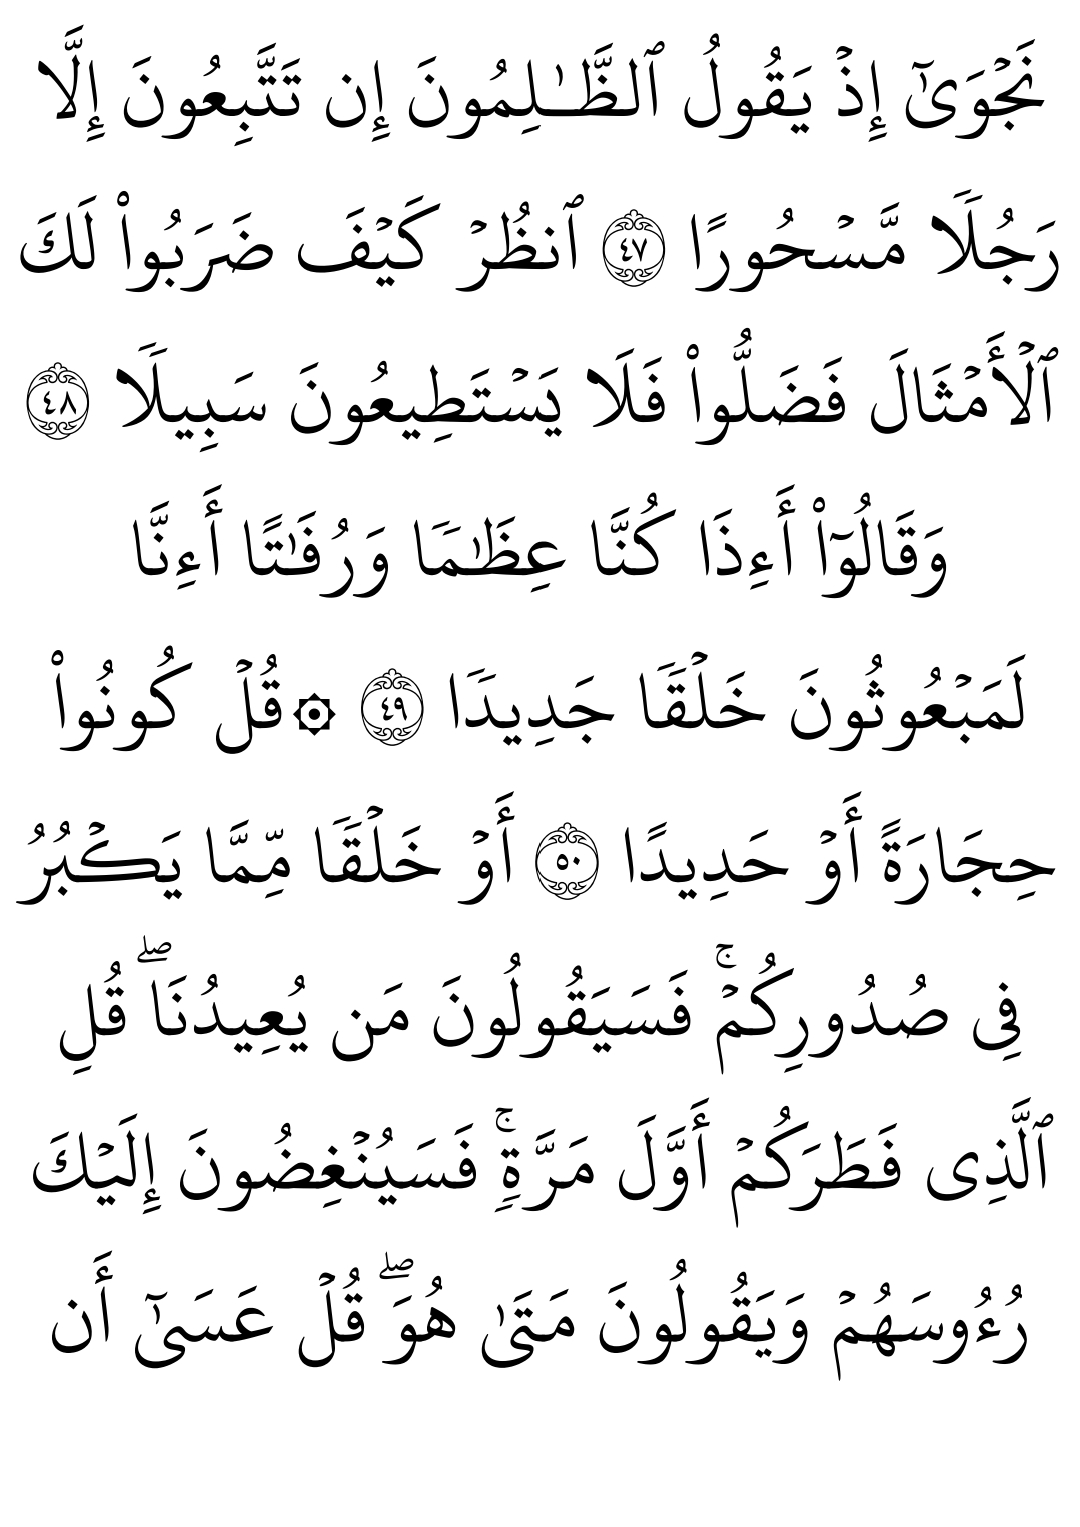 نَجۡوَىٰٓ إِذۡ يَقُولُ ٱلظَّـٰلِمُونَ إِن تَتَّبِعُونَ إِلَّا
رَجُلٗا مَّسۡحُورًا ٤٧ ٱنظُرۡ كَيۡفَ ضَرَبُواْ لَكَ
ٱلۡأَمۡثَالَ فَضَلُّواْ فَلَا يَسۡتَطِيعُونَ سَبِيلٗا ٤٨
وَقَالُوٓاْ أَءِذَا كُنَّا عِظَٰمٗا وَرُفَٰتًا أَءِنَّا
لَمَبۡعُوثُونَ خَلۡقٗا جَدِيدٗا ٤٩ ۞قُلۡ كُونُواْ
حِجَارَةً أَوۡ حَدِيدًا ٥٠ أَوۡ خَلۡقٗا مِّمَّا يَكۡبُرُ
فِي صُدُورِكُمۡۚ فَسَيَقُولُونَ مَن يُعِيدُنَاۖ قُلِ
ٱلَّذِي فَطَرَكُمۡ أَوَّلَ مَرَّةٖۚ فَسَيُنۡغِضُونَ إِلَيۡكَ
رُءُوسَهُمۡ وَيَقُولُونَ مَتَىٰ هُوَۖ قُلۡ عَسَىٰٓ أَن